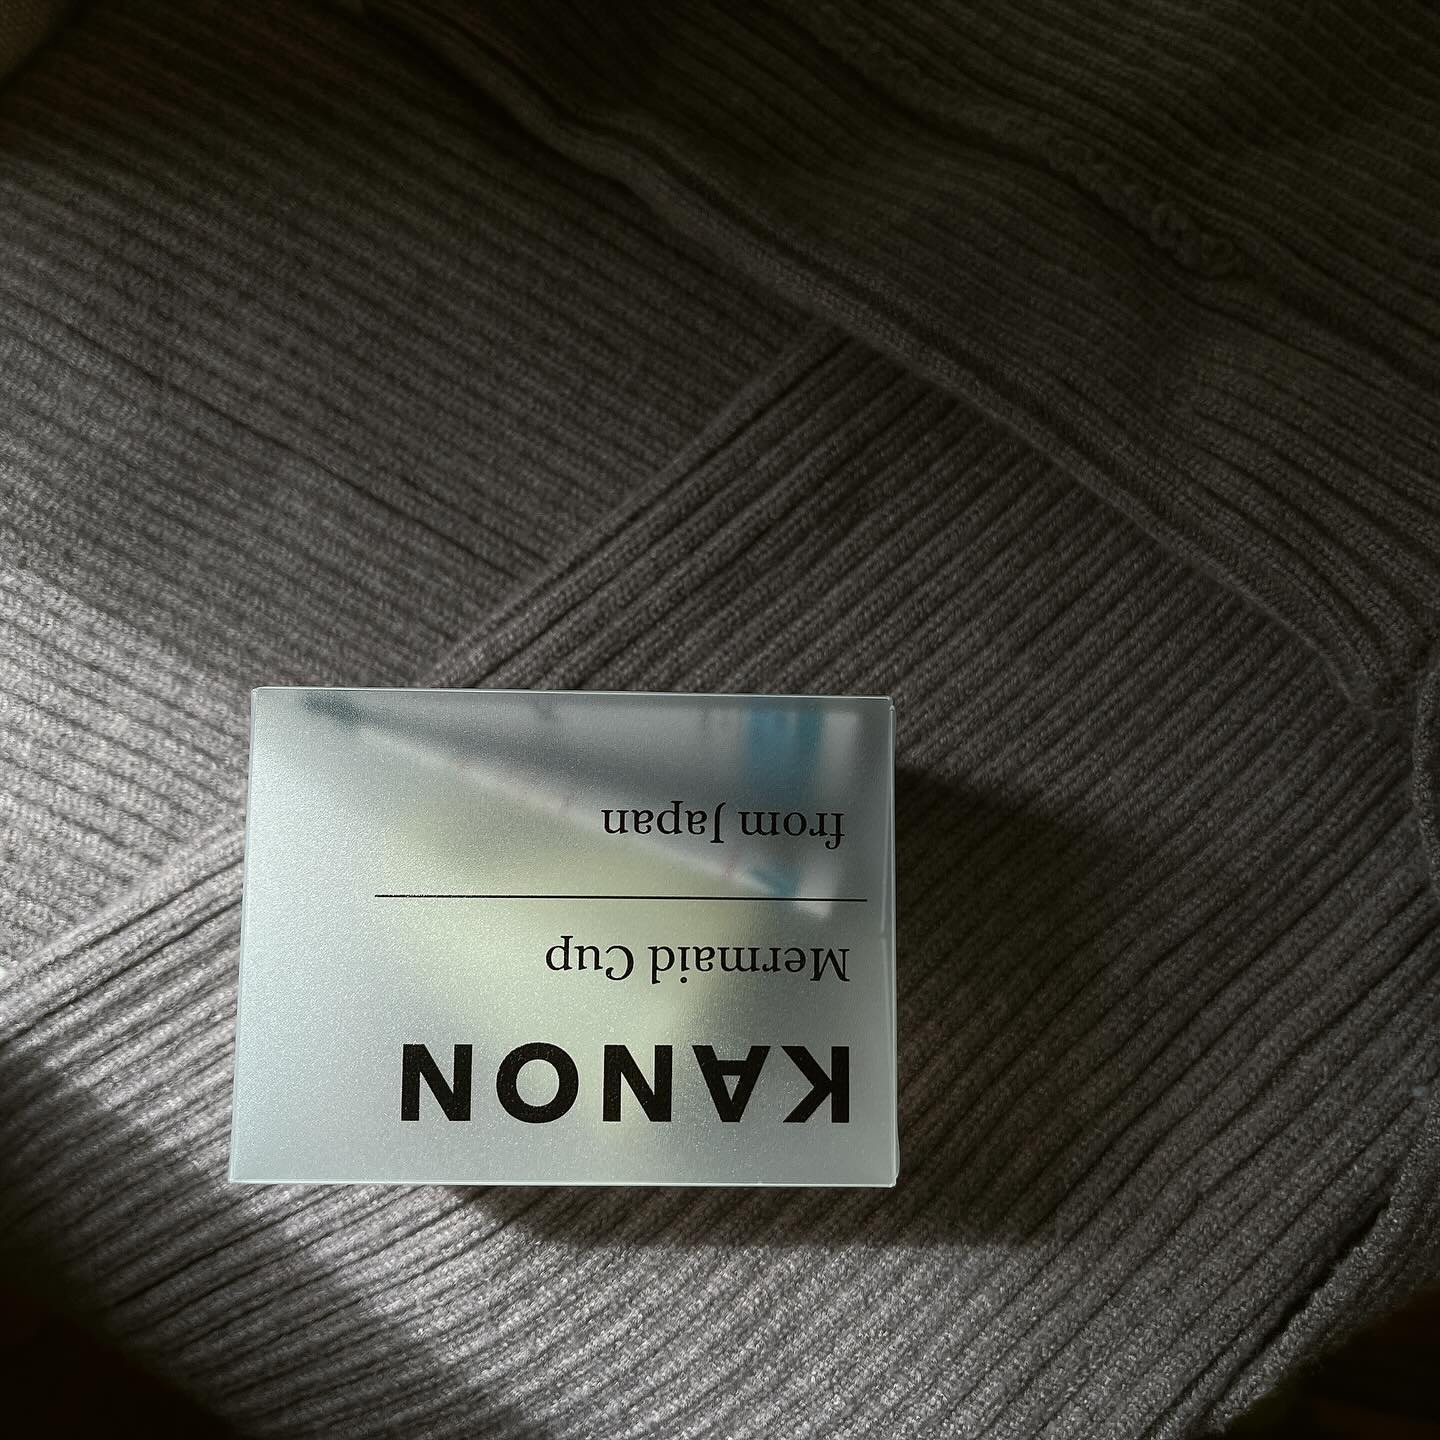 KANON
Mermaid Cup
from Japan